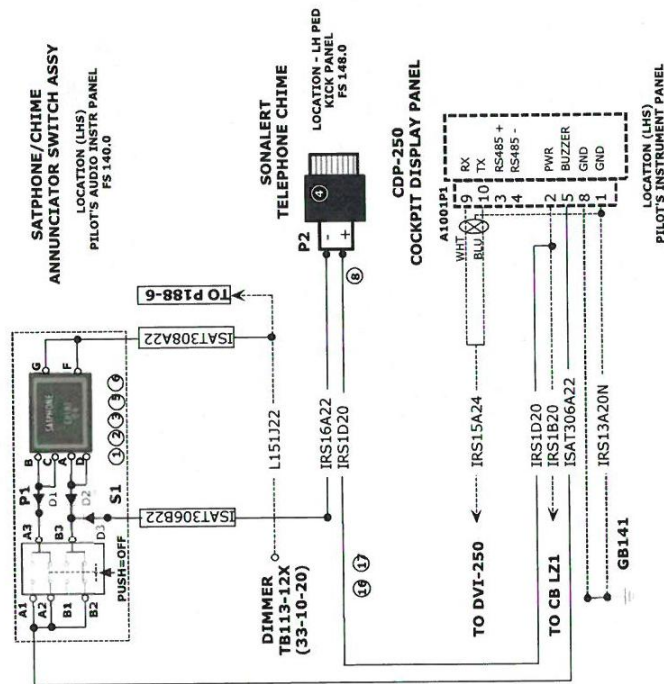 SATPHONE/CHIME
ANNUNCIATOR SWITCH ASSY
LOCATION (LHS)
PILOT'S AUDIO INSTR PANEL
FS 140.0
SATPHONE
G
F
B
C
A
D
P1
D1
D2
S1
D3
A3
B3
A1
A2
B1
B2
PUSH=OFF
1 2 3 5 6
ISAT308A22
ISAT306B22
TO P188-6
L151J22
DIMMER
TB113-12X
(33-10-20)
SONALERT
TELEPHONE CHIME
LOCATION - LH PED
KICK PANEL
FS 148.0
4
P2
-
+
8
IRS16A22
IRS1D20
16 17
CDP-250
COCKPIT DISPLAY PANEL
A1001P1
WHT
BLU
9 RX
10 TX
3 RS485 +
4 RS485 -
2 PWR
5 BUZZER
8 GND
1 GND
IRS15A24
TO DVI-250
IRS1D20
IRS1B20
TO CB LZ1
ISAT306A22
IRS13A20N
GB141
LOCATION (LHS)
PILOT'S INSTRUMENT PANEL